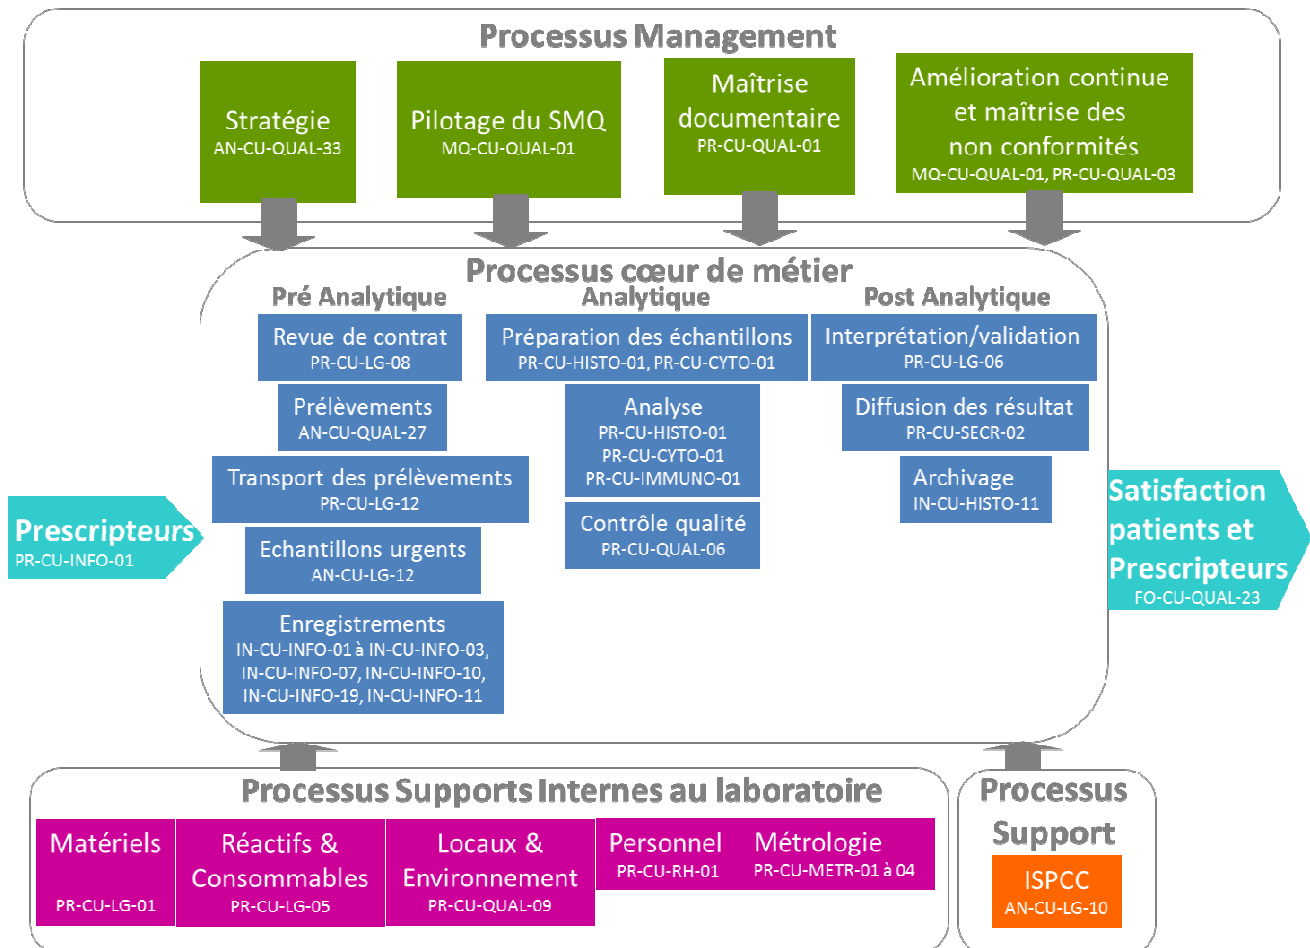 Processus Management
Stratégie
AN-CU-QUAL-33
Pilotage du SMQ
MQ-CU-QUAL-01
Maîtrise
documentaire
PR-CU-QUAL-01
Amélioration continue
et maîtrise des
non conformités
MQ-CU-QUAL-01, PR-CU-QUAL-03
Processus cœur de métier
Pré Analytique
Revue de contrat
PR-CU-LG-08
Prélèvements
AN-CU-QUAL-27
Transport des prélèvements
PR-CU-LG-12
Echantillons urgents
AN-CU-LG-12
Enregistrements
IN-CU-INFO-01 à IN-CU-INFO-03,
IN-CU-INFO-07, IN-CU-INFO-10,
IN-CU-INFO-19, IN-CU-INFO-11
Analytique
Préparation des échantillons
PR-CU-HISTO-01, PR-CU-CYTO-01
Analyse
PR-CU-HISTO-01
PR-CU-CYTO-01
PR-CU-IMMUNO-01
Contrôle qualité
PR-CU-QUAL-06
Post Analytique
Interprétation/validation
PR-CU-LG-06
Diffusion des résultat
PR-CU-SECR-02
Archivage
IN-CU-HISTO-11
Prescripteurs
PR-CU-INFO-01
Satisfaction
patients et
Prescripteurs
FO-CU-QUAL-23
Processus Supports Internes au laboratoire
Matériels
PR-CU-LG-01
Réactifs &
Consommables
PR-CU-LG-05
Locaux &
Environnement
PR-CU-QUAL-09
Personnel
PR-CU-RH-01
Métrologie
PR-CU-METR-01 à 04
Processus
Support
ISPCC
AN-CU-LG-10